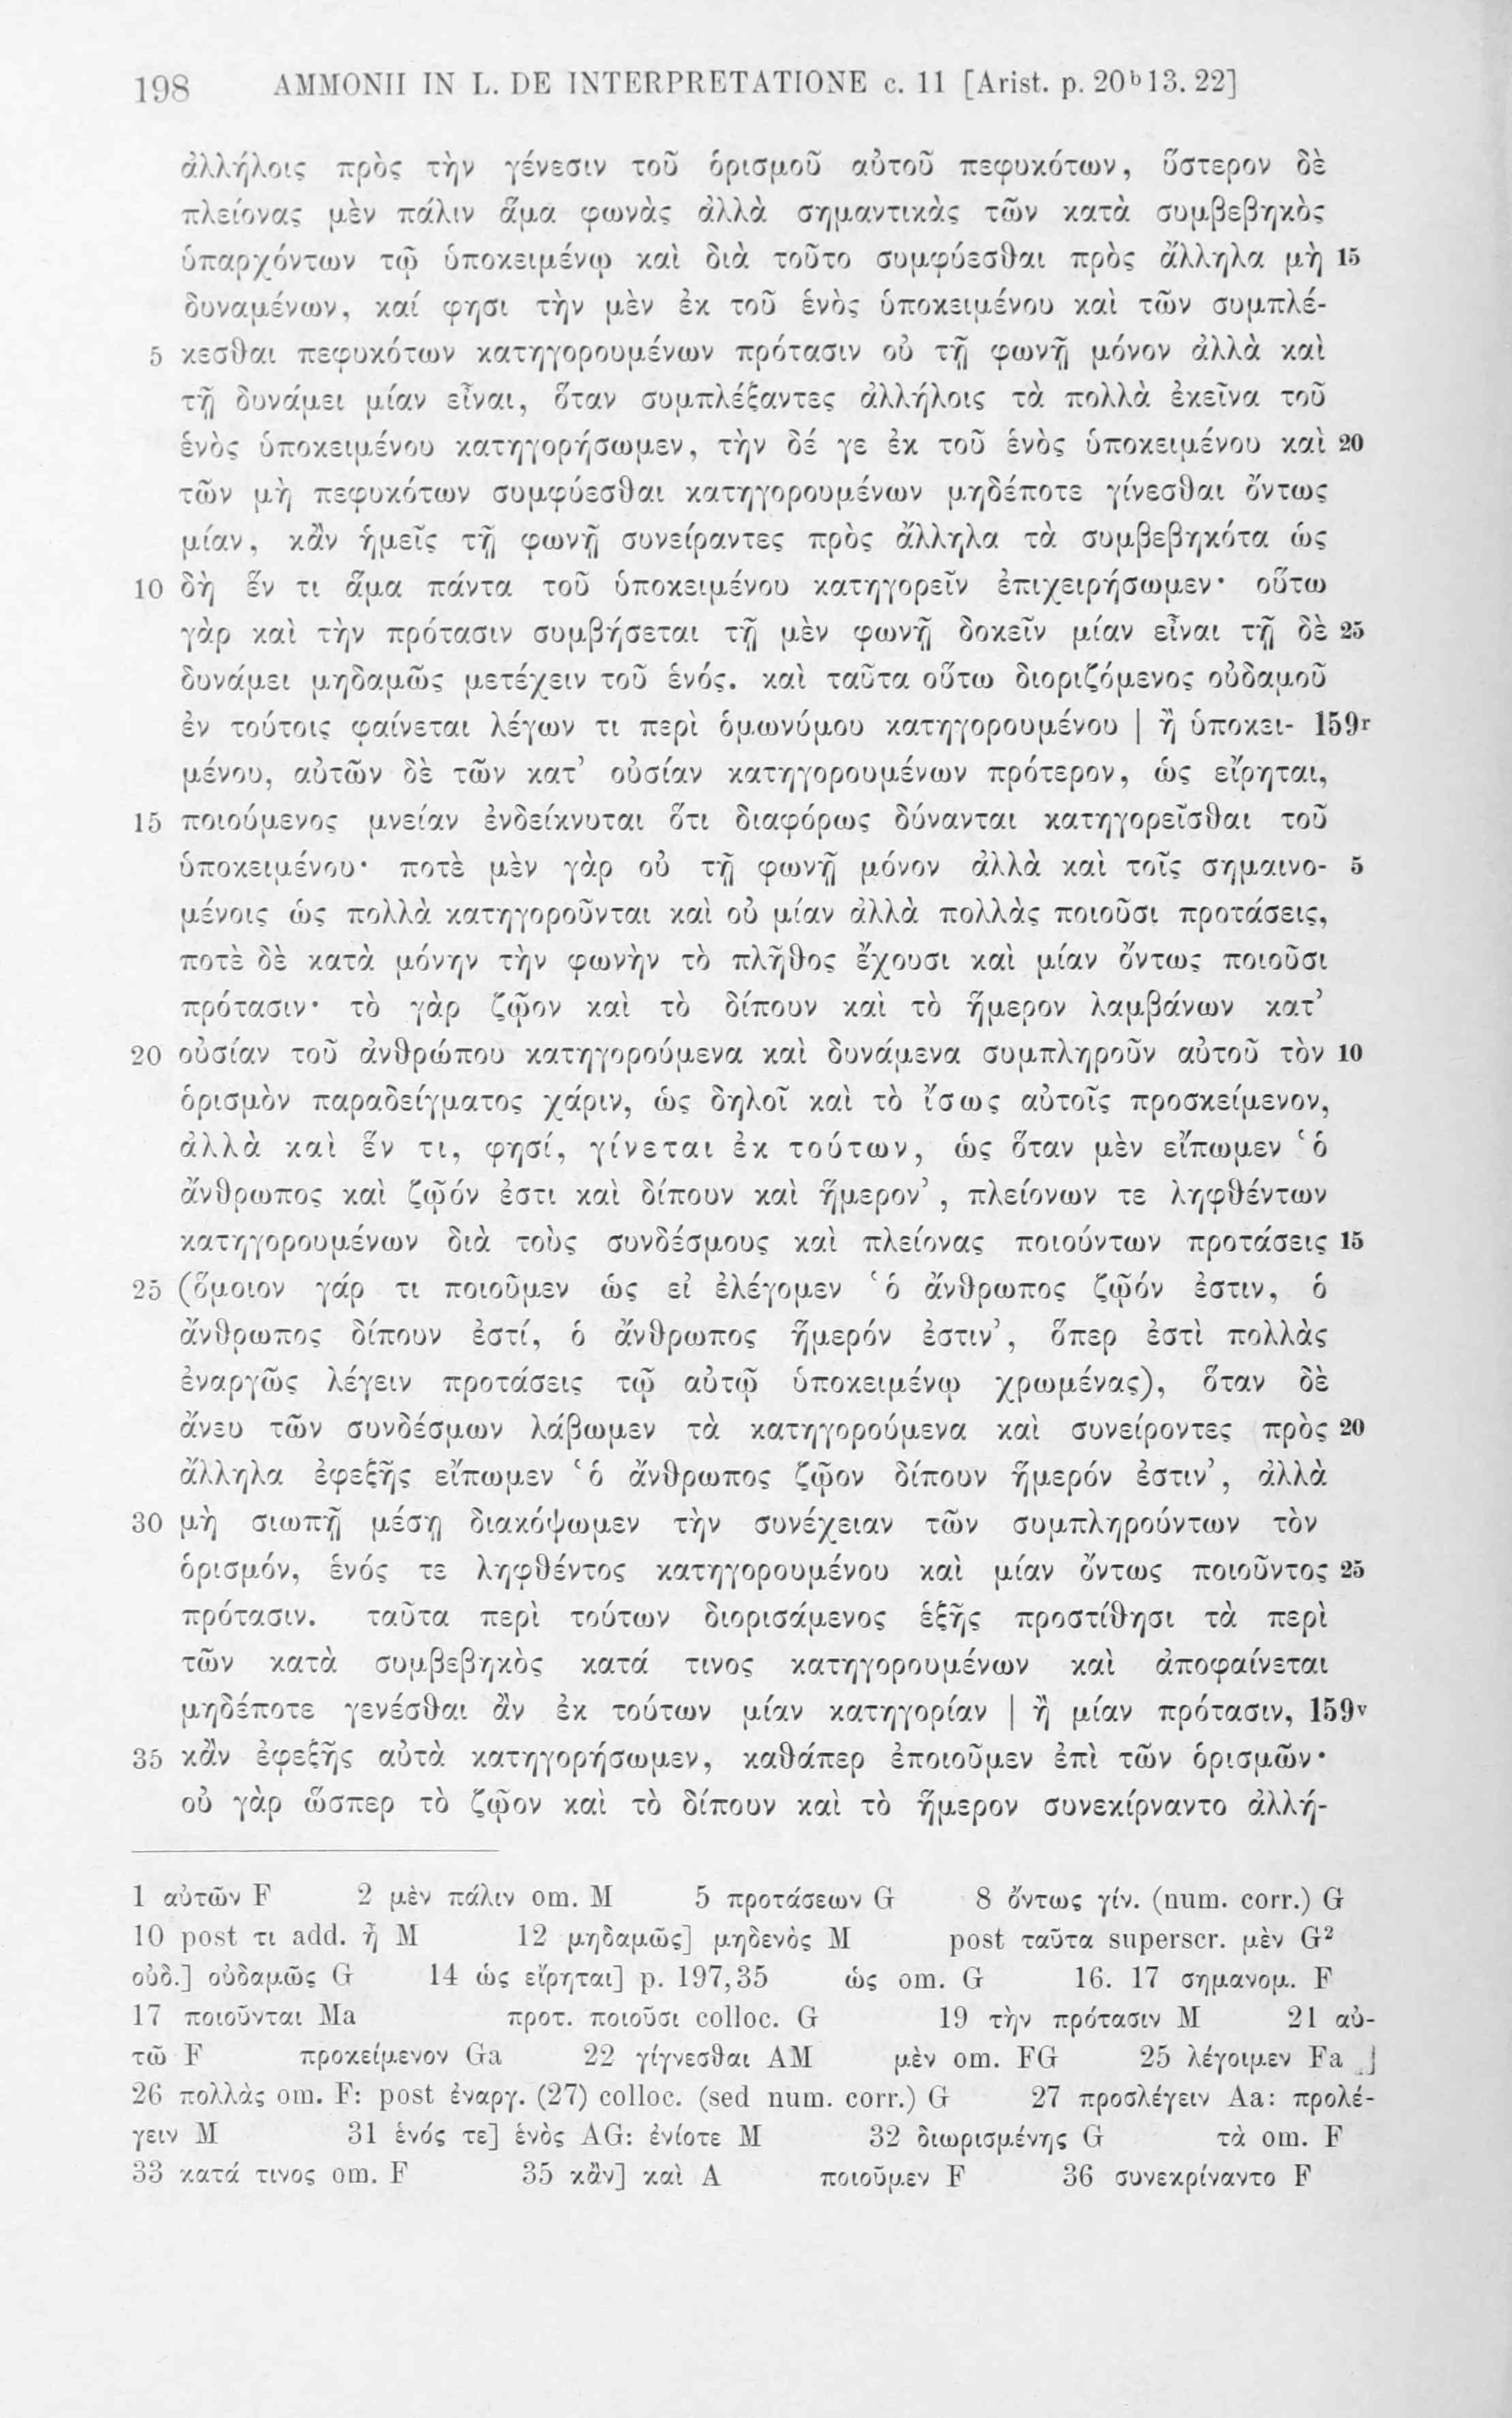 198 AMMONII IN L. DE INTERPRETATIONE c. 11 [Arist. p. 20ᵇ13. 22]
ἀλλήλοις πρὸς τὴν γένεσιν τοῦ ὁρισμοῦ αὐτοῦ πεφυκότων, ὕστερον δὲ
πλείονας μὲν πάλιν ἅμα φωνὰς ἀλλὰ σημαντικὰς τῶν κατὰ συμβεβηκὸς
ὑπαρχόντων τῷ ὑποκειμένῳ καὶ διὰ τοῦτο συμφύεσθαι πρὸς ἄλληλα μὴ 15
δυναμένων, καί φησι τὴν μὲν ἐκ τοῦ ἑνὸς ὑποκειμένου καὶ τῶν συμπλέ-
5 κεσθαι πεφυκότων κατηγορουμένων πρότασιν οὐ τῇ φωνῇ μόνον ἀλλὰ καὶ
τῇ δυνάμει μίαν εἶναι, ὅταν συμπλέξαντες ἀλλήλοις τὰ πολλὰ ἐκεῖνα τοῦ
ἑνὸς ὑποκειμένου κατηγορήσωμεν, τὴν δέ γε ἐκ τοῦ ἑνὸς ὑποκειμένου καὶ 20
τῶν μὴ πεφυκότων συμφύεσθαι κατηγορουμένων μηδέποτε γίνεσθαι ὄντως
μίαν, κἂν ἡμεῖς τῇ φωνῇ συνείραντες πρὸς ἄλληλα τὰ συμβεβηκότα ὡς
10 δὴ ἕν τι ἅμα πάντα τοῦ ὑποκειμένου κατηγορεῖν ἐπιχειρήσωμεν· οὕτω
γὰρ καὶ τὴν πρότασιν συμβήσεται τῇ μὲν φωνῇ δοκεῖν μίαν εἶναι τῇ δὲ 25
δυνάμει μηδαμῶς μετέχειν τοῦ ἑνός. καὶ ταῦτα οὕτω διοριζόμενος οὐδαμοῦ
ἐν τούτοις φαίνεται λέγων τι περὶ ὁμωνύμου κατηγορουμένου | ἢ ὑποκει- 159ʳ
μένου, αὐτῶν δὲ τῶν κατ’ οὐσίαν κατηγορουμένων πρότερον, ὡς εἴρηται,
15 ποιούμενος μνείαν ἐνδείκνυται ὅτι διαφόρως δύνανται κατηγορεῖσθαι τοῦ
ὑποκειμένου· ποτὲ μὲν γὰρ οὐ τῇ φωνῇ μόνον ἀλλὰ καὶ τοῖς σημαινο- 5
μένοις ὡς πολλὰ κατηγοροῦνται καὶ οὐ μίαν ἀλλὰ πολλὰς ποιοῦσι προτάσεις,
ποτὲ δὲ κατὰ μόνην τὴν φωνὴν τὸ πλῆθος ἔχουσι καὶ μίαν ὄντως ποιοῦσι
πρότασιν· τὸ γὰρ ζῷον καὶ τὸ δίπουν καὶ τὸ ἥμερον λαμβάνων κατ’
20 οὐσίαν τοῦ ἀνθρώπου κατηγορούμενα καὶ δυνάμενα συμπληροῦν αὐτοῦ τὸν 10
ὁρισμὸν παραδείγματος χάριν, ὡς δηλοῖ καὶ τὸ ἴσως αὐτοῖς προσκείμενον,
ἀλλὰ καὶ ἕν τι, φησί, γίνεται ἐκ τούτων, ὡς ὅταν μὲν εἴπωμεν ‘ὁ
ἄνθρωπος καὶ ζῷόν ἐστι καὶ δίπουν καὶ ἥμερον’, πλείονων τε ληφθέντων
κατηγορουμένων διὰ τοὺς συνδέσμους καὶ πλείονας ποιούντων προτάσεις 15
25 (ὅμοιον γάρ τι ποιοῦμεν ὡς εἰ ἐλέγομεν ‘ὁ ἄνθρωπος ζῷόν ἐστιν, ὁ
ἄνθρωπος δίπουν ἐστί, ὁ ἄνθρωπος ἥμερόν ἐστιν’, ὅπερ ἐστὶ πολλὰς
ἐναργῶς λέγειν προτάσεις τῷ αὐτῷ ὑποκειμένῳ χρωμένας), ὅταν δὲ
ἄνευ τῶν συνδέσμων λάβωμεν τὰ κατηγορούμενα καὶ συνείροντες πρὸς 20
ἄλληλα ἐφεξῆς εἴπωμεν ‘ὁ ἄνθρωπος ζῷον δίπουν ἥμερόν ἐστιν’, ἀλλὰ
30 μὴ σιωπῇ μέσῃ διακόψωμεν τὴν συνέχειαν τῶν συμπληρούντων τὸν
ὁρισμόν, ἑνός τε ληφθέντος κατηγορουμένου καὶ μίαν ὄντως ποιοῦντος 25
πρότασιν. ταῦτα περὶ τούτων διορισάμενος ἑξῆς προστίθησι τὰ περὶ
τῶν κατὰ συμβεβηκὸς κατά τινος κατηγορουμένων καὶ ἀποφαίνεται
μηδέποτε γενέσθαι ἂν ἐκ τούτων μίαν κατηγορίαν | ἢ μίαν πρότασιν, 159ᵛ
35 κἂν ἐφεξῆς αὐτὰ κατηγορήσωμεν, καθάπερ ἐποιοῦμεν ἐπὶ τῶν ὁρισμῶν·
οὐ γὰρ ὥσπερ τὸ ζῷον καὶ τὸ δίπουν καὶ τὸ ἥμερον συνεκίρναντο ἀλλή-
1 αὐτῶν F 2 μὲν πάλιν om. M 5 προτάσεων G 8 ὄντως γίν. (num. corr.) G
10 post τι add. ἢ M 12 μηδαμῶς] μηδενὸς M post ταῦτα superscr. μὲν G²
οὐδ.] οὐδαμῶς G 14 ὡς εἴρηται] p. 197,35 ὡς om. G 16. 17 σημανομ. F
17 ποιοῦνται Ma προτ. ποιοῦσι colloc. G 19 τὴν πρότασιν M 21 αὐ-
τῶ F προκείμενον Ga 22 γίγνεσθαι AM μὲν om. FG 25 λέγοιμεν Fa
26 πολλὰς om. F: post ἐναργ. (27) colloc. (sed num. corr.) G 27 προσλέγειν Aa: προλέ-
γειν M 31 ἑνός τε] ἑνὸς AG: ἐνίοτε M 32 διωρισμένης G τὰ om. F
33 κατά τινος om. F 35 κἂν] καὶ A ποιοῦμεν F 36 συνεκρίναντο F